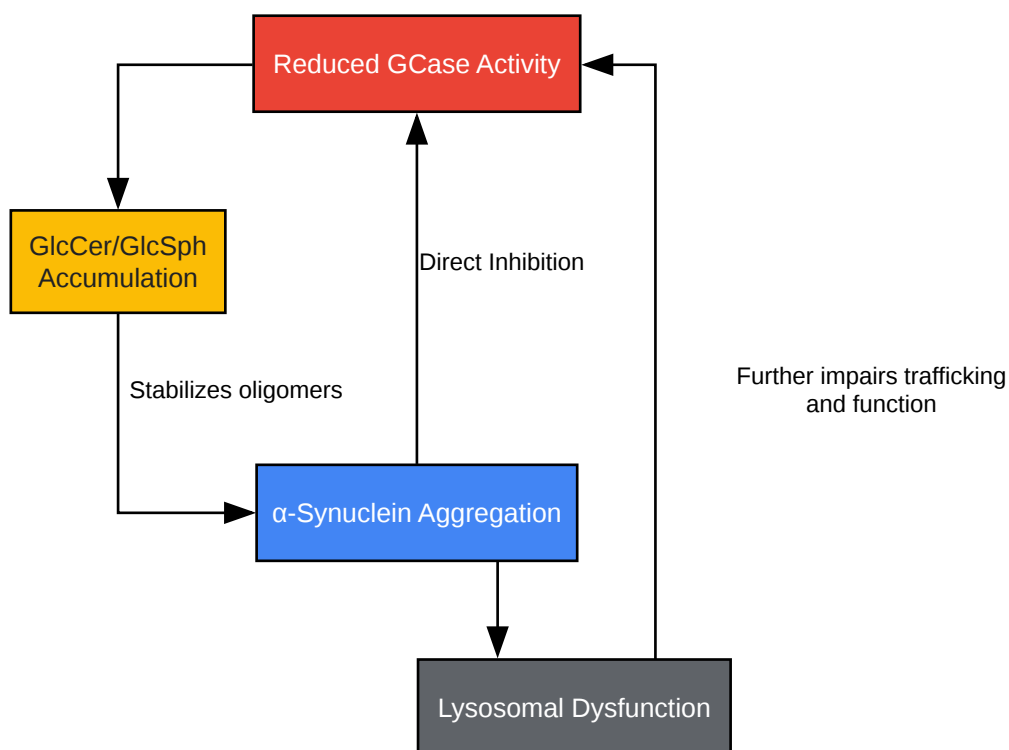 Reduced GCase Activity
GlcCer/GlcSph
Accumulation
Direct Inhibition
Stabilizes oligomers
Further impairs trafficking
and function
α-Synuclein Aggregation
Lysosomal Dysfunction